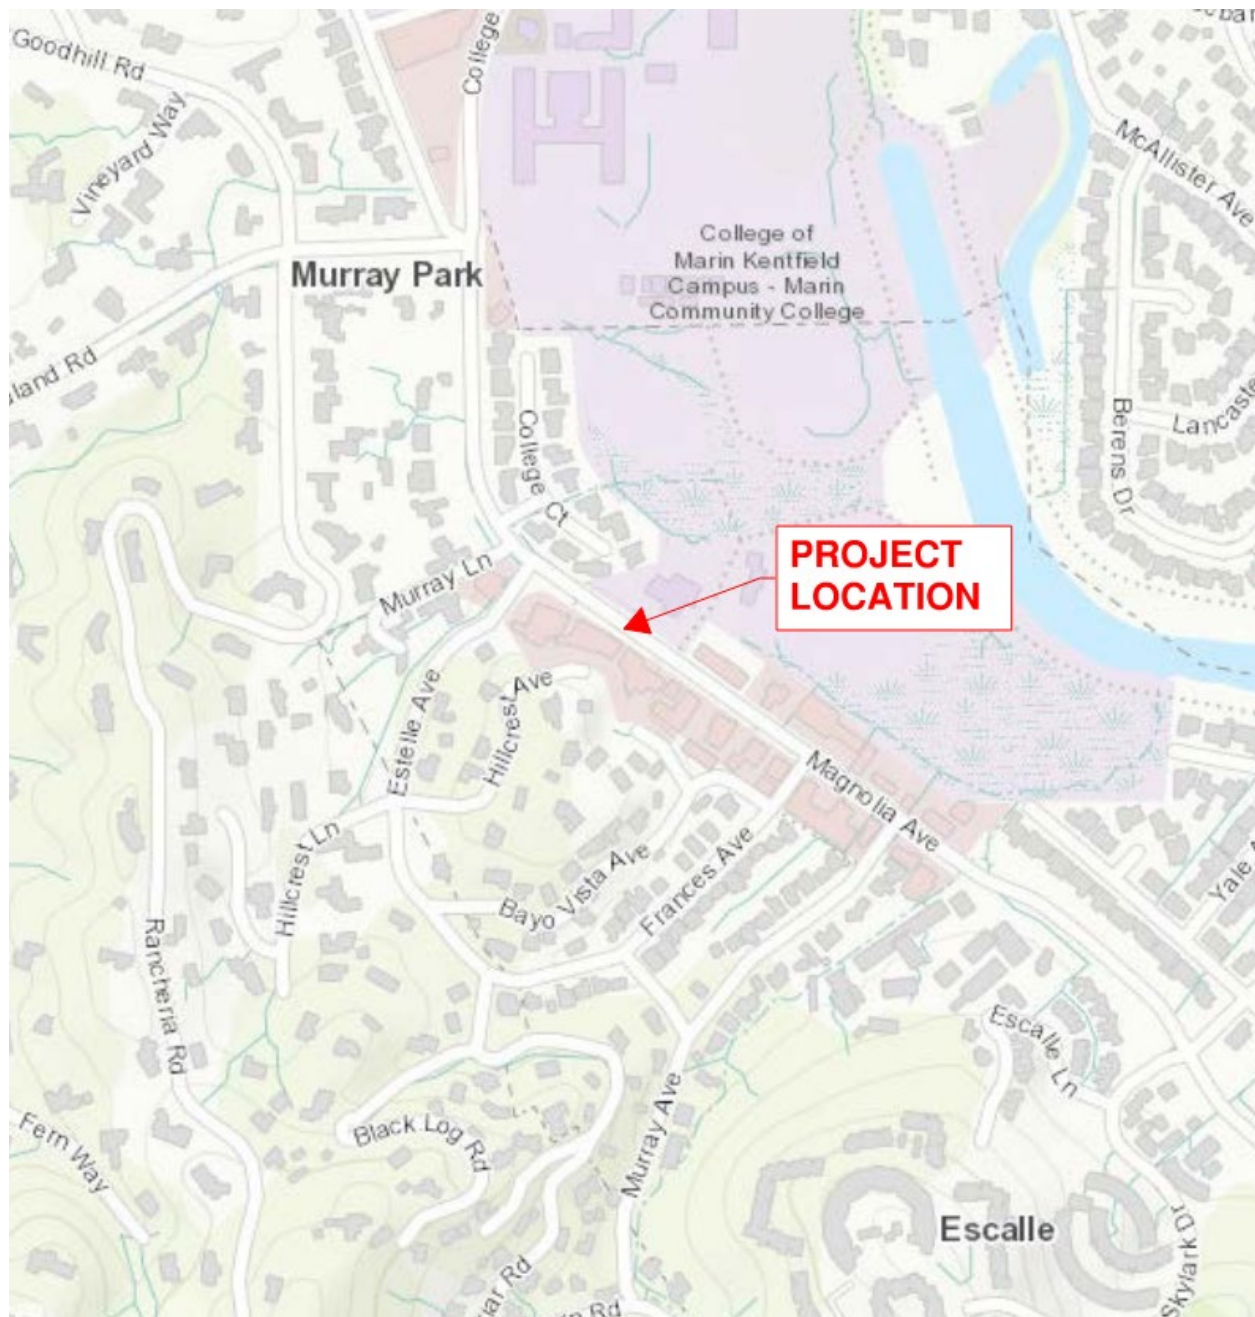 Goodhill Rd
College
Vineyard Way
McAllister Ave
College of
Marin Kentfield
Campus - Marin
Community College
Murray Park
land Rd
Lancaste
Berens Dr
College Ct
PROJECT
LOCATION
Murray Ln
Hillcrest Ave
Estelle Ave
Magnolia Ave
Hillcrest Ln
Bayo Vista Ave
Frances Ave
Yale
Rancheria Rd
Escalle Ln
Fern Way
Black Log Rd
Murray Ave
Escalle
Skylark Dr
Rd
Rd